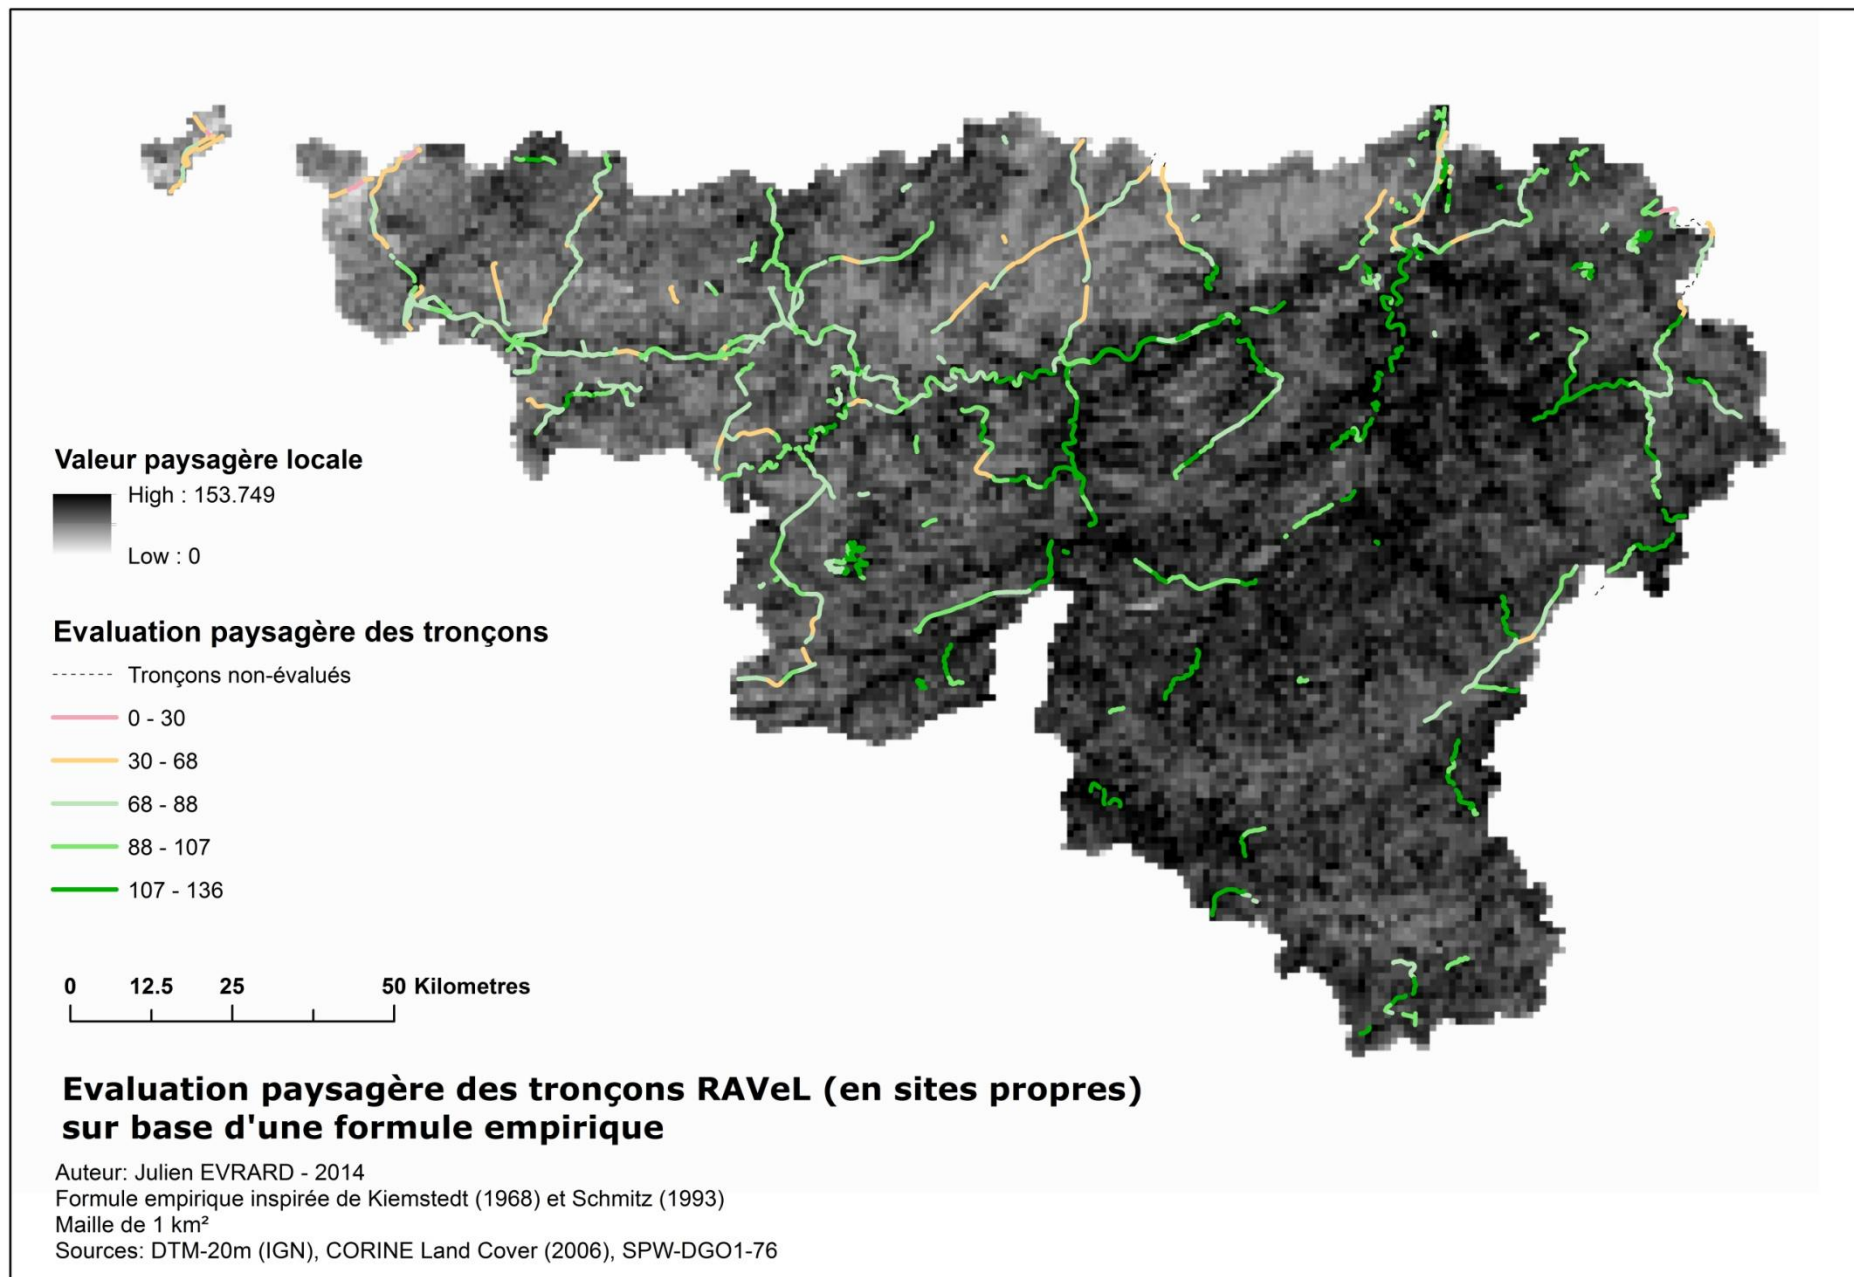 Valeur paysagère locale
High : 153.749
Low : 0
Evaluation paysagère des tronçons
Tronçons non-évalués
0 - 30
30 - 68
68 - 88
88 - 107
107 - 136
0 12.5 25 50 Kilometres
Evaluation paysagère des tronçons RAVeL (en sites propres)
sur base d'une formule empirique
Auteur: Julien EVRARD - 2014
Formule empirique inspirée de Kiemstedt (1968) et Schmitz (1993)
Maille de 1 km²
Sources: DTM-20m (IGN), CORINE Land Cover (2006), SPW-DGO1-76